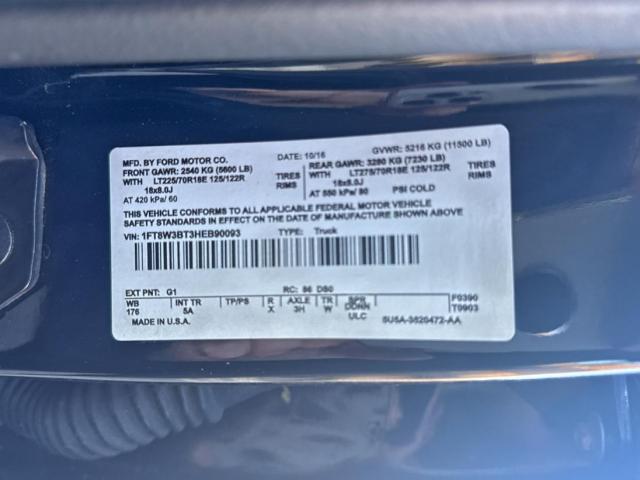 MFD. BY FORD MOTOR CO.
DATE: 10/16 GVWR: 5216 KG (11500 LB)
FRONT GAWR: 2540 KG (5600 LB) REAR GAWR: 3280 KG (7230 LB)
WITH LT275/70R18E 125/122R TIRES WITH LT275/70R18E 125/122R TIRES
18x8.0J RIMS 18x8.0J RIMS
AT 420 kPa/ 60 AT 550 kPa/ 80 PSI COLD
THIS VEHICLE CONFORMS TO ALL APPLICABLE FEDERAL MOTOR VEHICLE
SAFETY STANDARDS IN EFFECT ON THE DATE OF MANUFACTURE SHOWN ABOVE
VIN: 1FT8W3BT3HEB90093 TYPE: Truck
EXT PNT: G1 RC: 86 DSO
WB INT TR TP/PS R AXLE TR SPR F0390
176 5A X 3H W ULC T0903
MADE IN U.S.A. 5U5A-3520472-AA